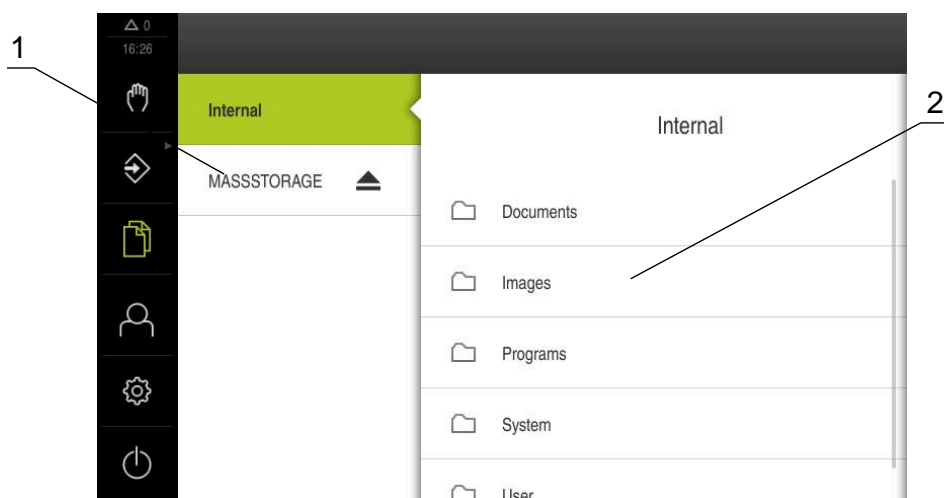 1
△ 0
16:26
Internal
MASSSTORAGE
Internal
2
Documents
Images
Programs
System
User